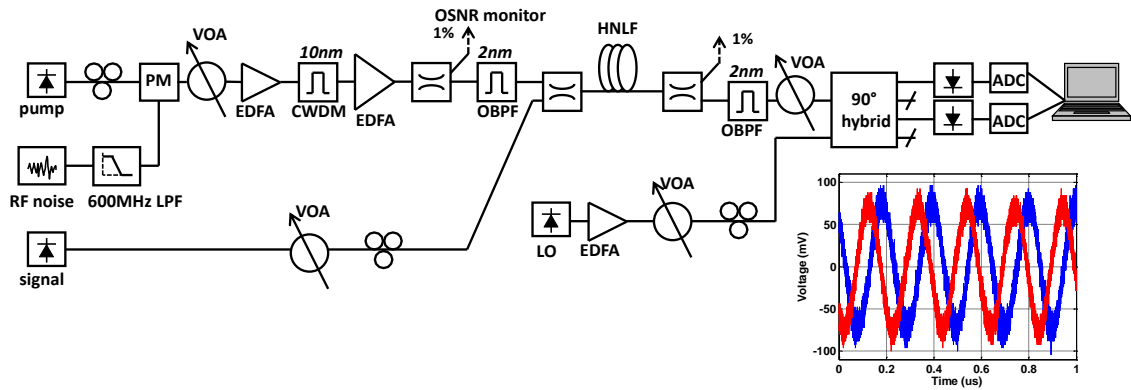 OSNR monitor
1%
HNLF
1%
VOA
10nm
2nm
2nm
VOA
PM
pump
EDFA
CWDM
EDFA
OBPF
OBPF
90°
hybrid
ADC
ADC
RF noise
600MHz LPF
VOA
VOA
signal
LO
EDFA
Voltage (mV)
100
50
0
-50
-100
0
0.2
0.4
0.6
0.8
1
Time (us)